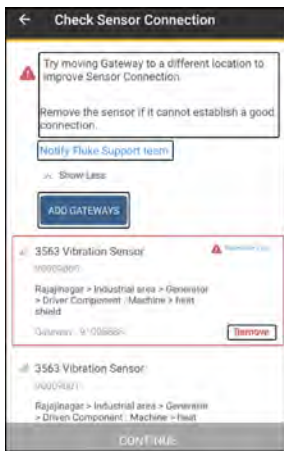 Check Sensor Connection
Try moving Gateway to a different location to
improve Sensor Connection.
Remove the sensor if it cannot establish a good
connection.
Notify Fluke Support team
Show Less
ADD GATEWAYS
3563 Vibration Sensor
Rajajinagar > Industrial area > Generator
> Driver Component : Machine > heat
shield
Gateway :
Remove
3563 Vibration Sensor
Rajajinagar > Industrial area > Generator
> Driven Component : Machine > heat
CONTINUE